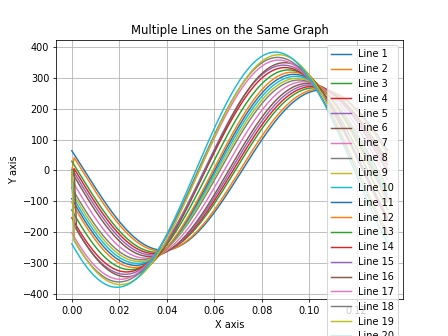 Multiple Lines on the Same Graph
400
300
200
100
0
−100
−200
−300
−400
Y axis
0.00
0.02
0.04
0.06
0.08
0.10
X axis
Line 1
Line 2
Line 3
Line 4
Line 5
Line 6
Line 7
Line 8
Line 9
Line 10
Line 11
Line 12
Line 13
Line 14
Line 15
Line 16
Line 17
Line 18
Line 19
Line 20